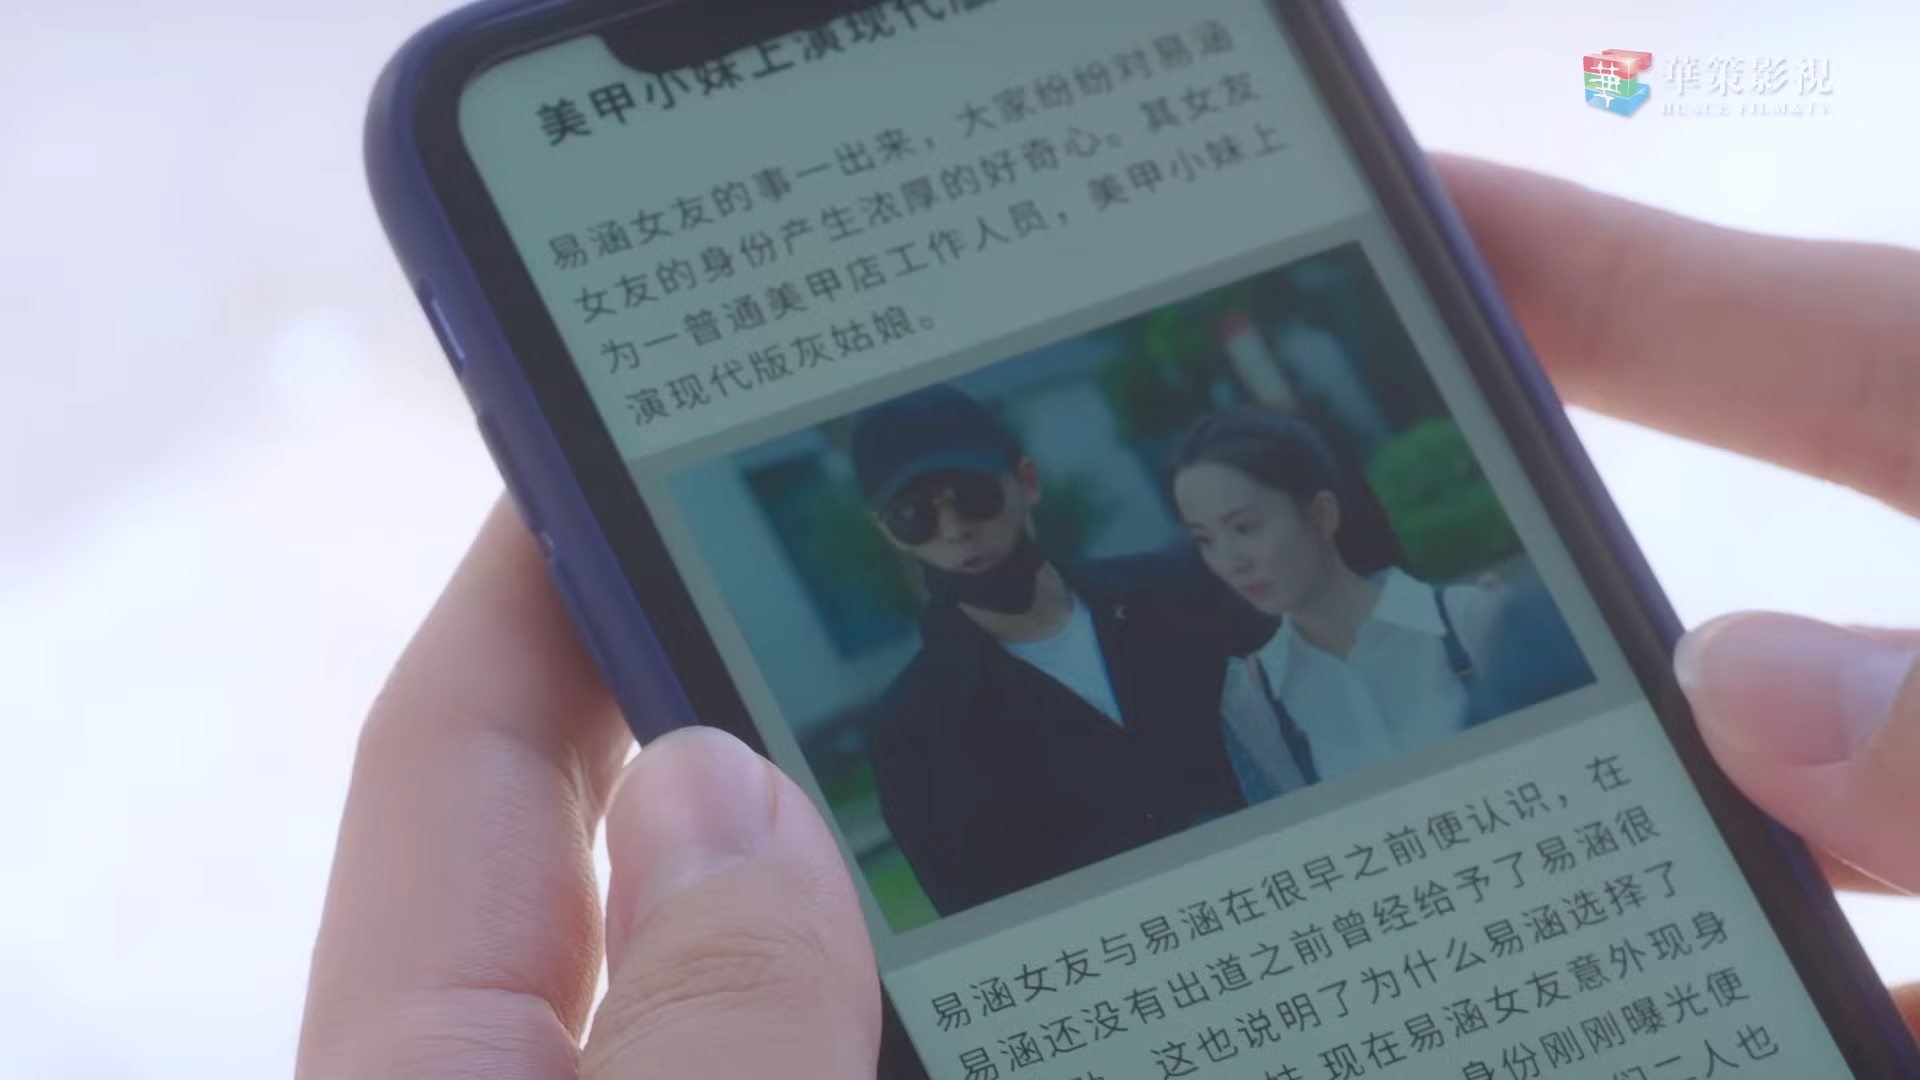 華策影視
HUACE FILM&TV
美甲小妹上演现代版
易涵女友的事一出来，大家纷纷对易涵
女友的身份产生浓厚的好奇心。其女友
为一普通美甲店工作人员，美甲小妹上
演现代版灰姑娘。
易涵女友与易涵在很早之前便认识，在
易涵还没有出道之前曾经给予了易涵很
这也说明了为什么易涵选择了
现在易涵女友意外现身
身份刚刚曝光便
二人也